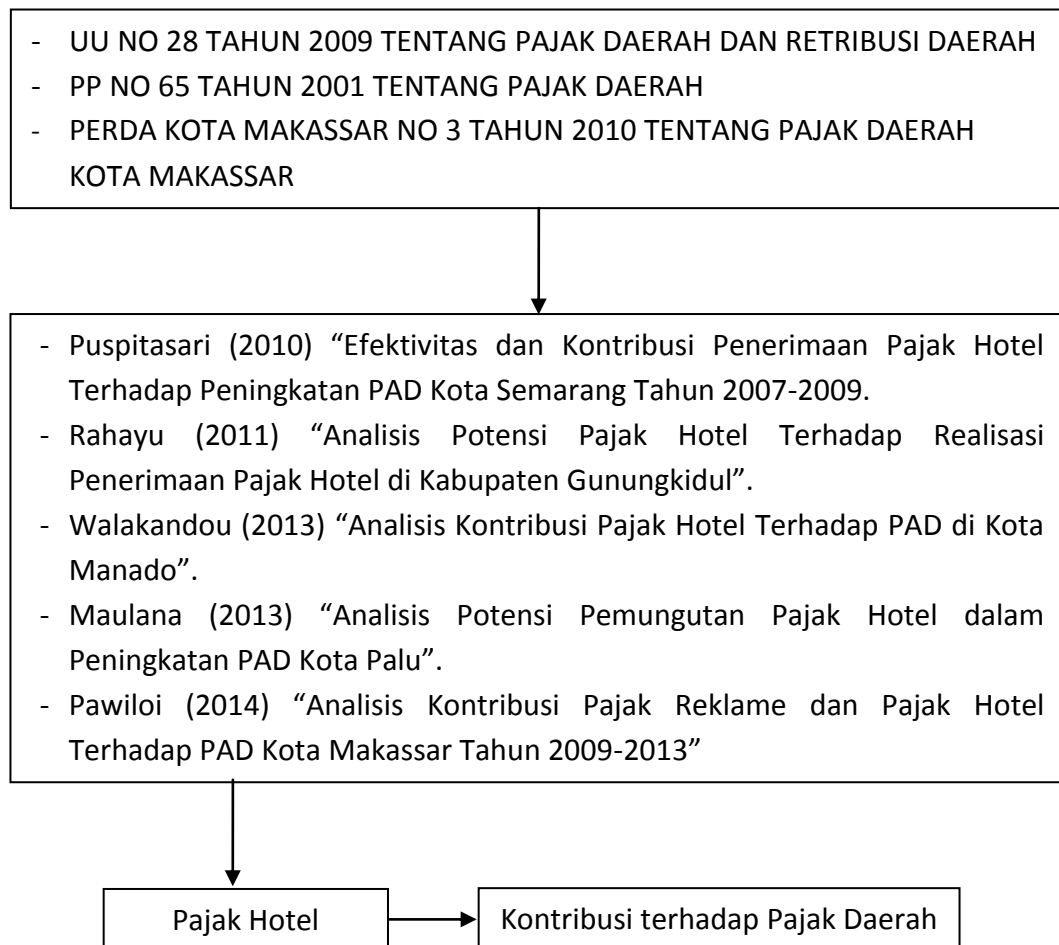 - UU NO 28 TAHUN 2009 TENTANG PAJAK DAERAH DAN RETRIBUSI DAERAH
- PP NO 65 TAHUN 2001 TENTANG PAJAK DAERAH
- PERDA KOTA MAKASSAR NO 3 TAHUN 2010 TENTANG PAJAK DAERAH
KOTA MAKASSAR
- Puspitasari (2010) “Efektivitas dan Kontribusi Penerimaan Pajak Hotel
Terhadap Peningkatan PAD Kota Semarang Tahun 2007-2009.
- Rahayu (2011) “Analisis Potensi Pajak Hotel Terhadap Realisasi
Penerimaan Pajak Hotel di Kabupaten Gunungkidul”.
- Walakandou (2013) “Analisis Kontribusi Pajak Hotel Terhadap PAD di Kota
Manado”.
- Maulana (2013) “Analisis Potensi Pemungutan Pajak Hotel dalam
Peningkatan PAD Kota Palu”.
- Pawiloi (2014) “Analisis Kontribusi Pajak Reklame dan Pajak Hotel
Terhadap PAD Kota Makassar Tahun 2009-2013”
Pajak Hotel
Kontribusi terhadap Pajak Daerah